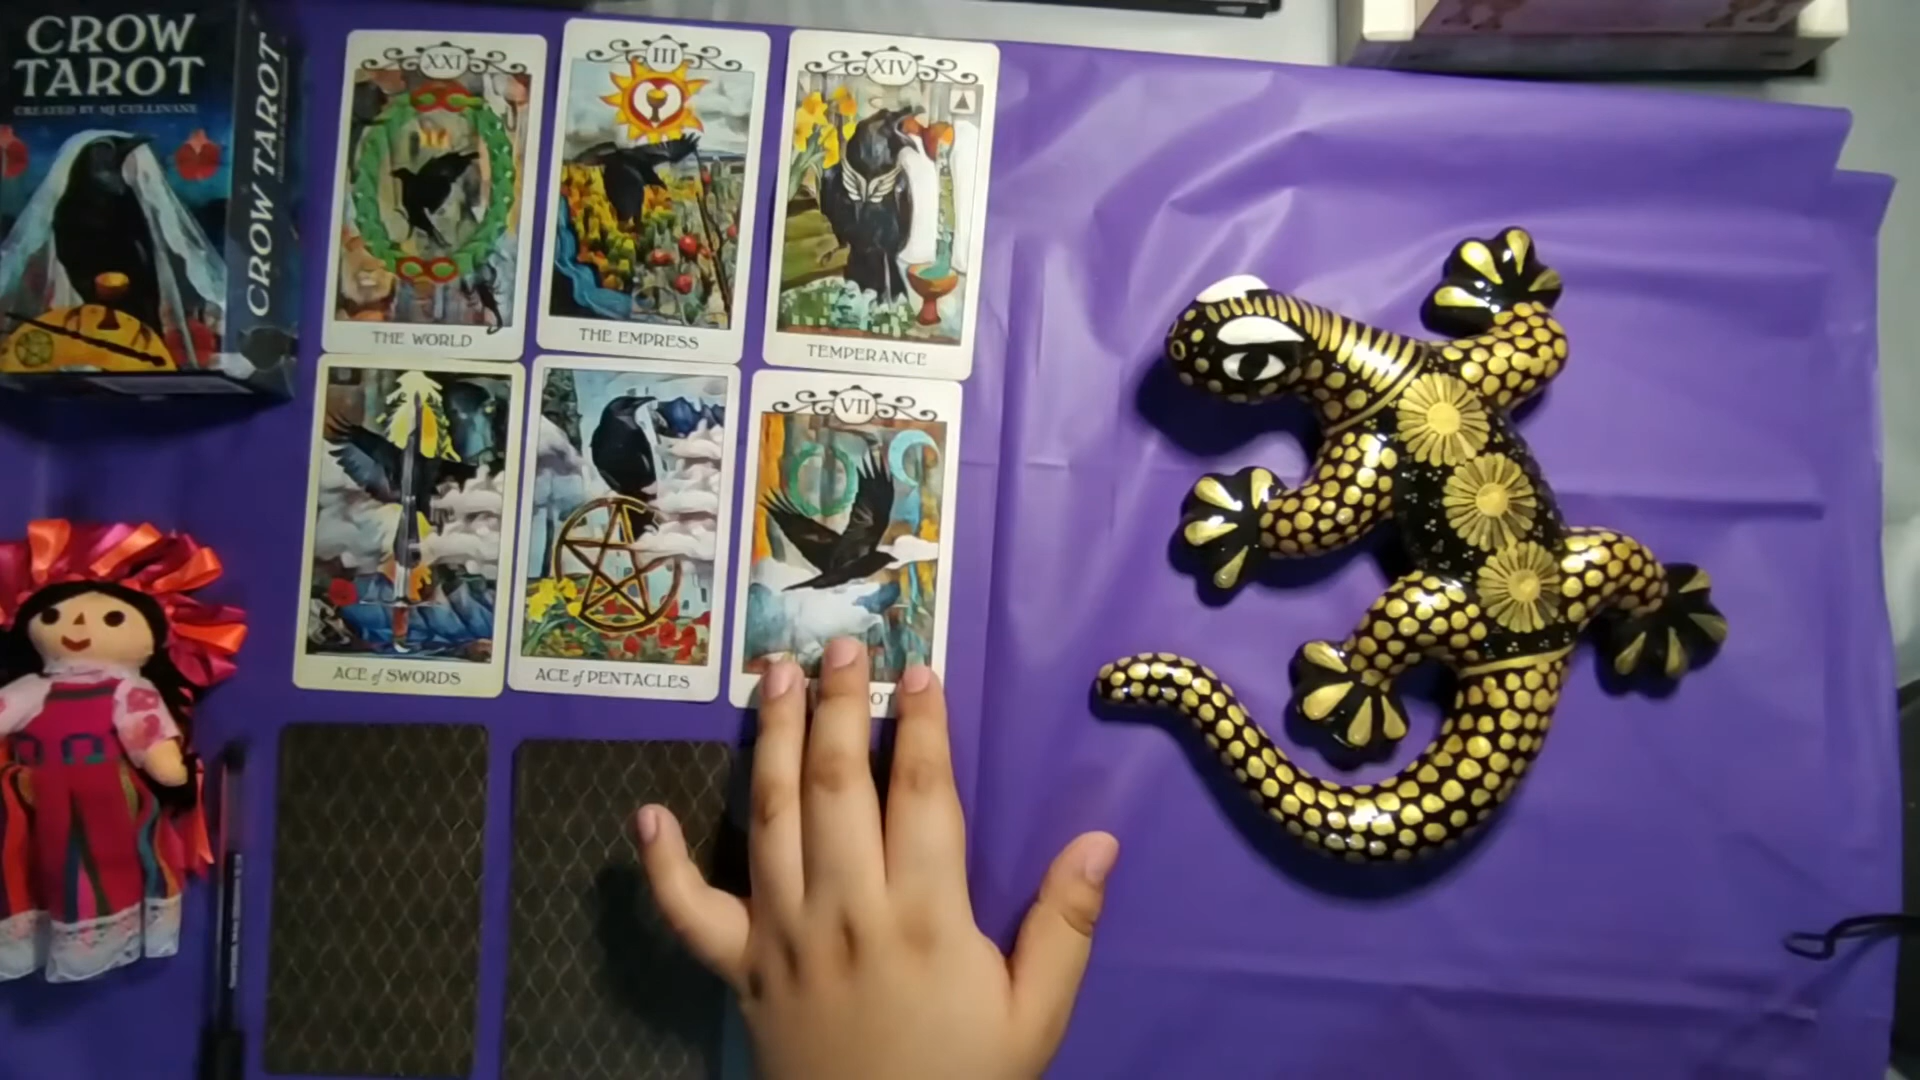 CROW
TAROT
CREATED BY MJ CULLINANE
CROW TAROT
XXI
THE WORLD
III
THE EMPRESS
XIV
TEMPERANCE
ACE of SWORDS
ACE of PENTACLES
VII